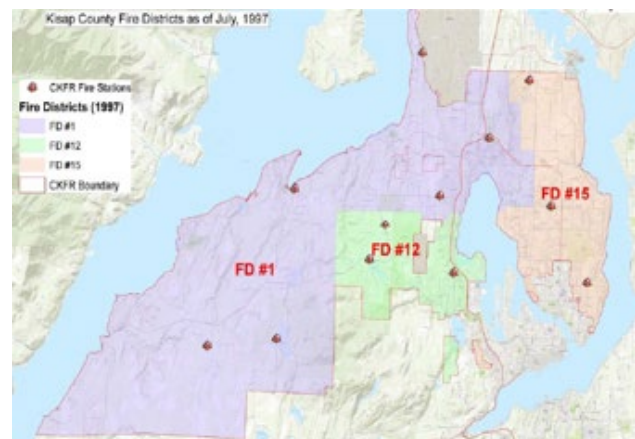 Kisap County Fire Districts as of July, 1997
CKFR Fire Stations
Fire Districts (1997)
FD #1
FD #12
FD #15
CKFR Boundary
FD #15
FD #12
FD #1